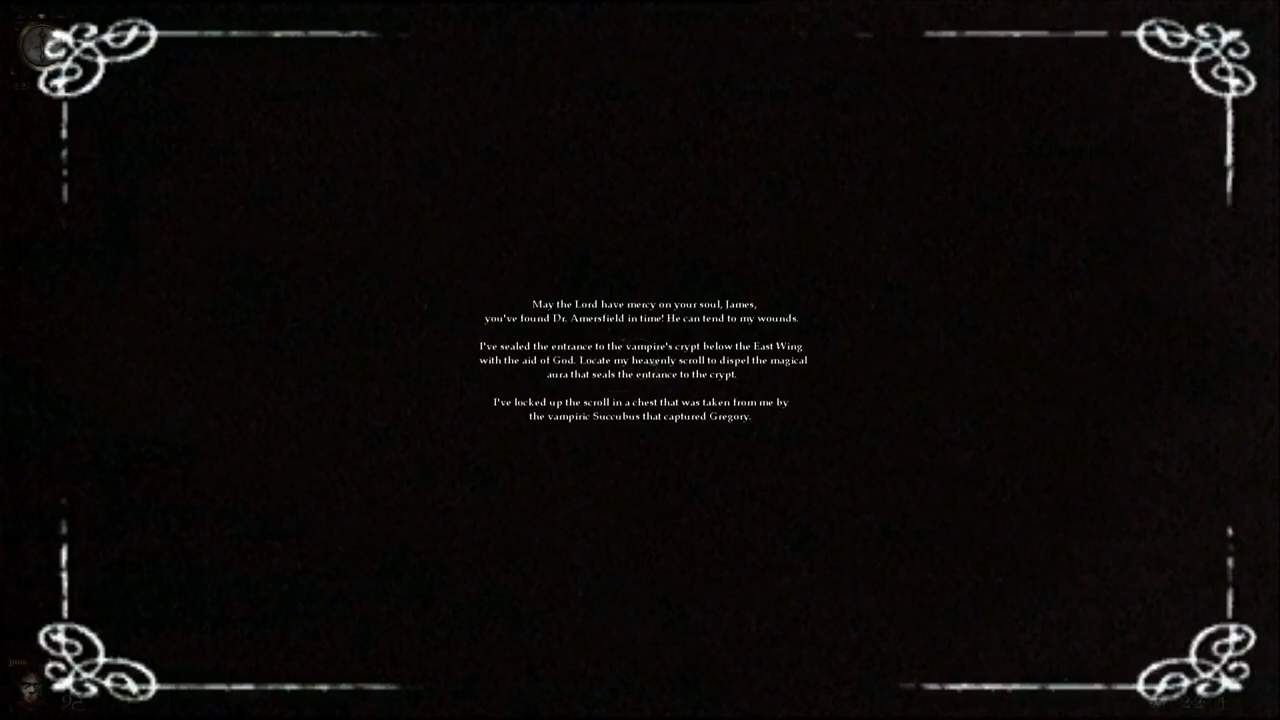 May the Lord have mercy on your soul, James,
you've found Dr. Amersfield in time! He can tend to my wounds.
I've sealed the entrance to the vampire's crypt below the East Wing
with the aid of God. Locate my heavenly scroll to dispel the magical
aura that seals the entrance to the crypt.
I've locked up the scroll in a chest that was taken from me by
the vampiric Succubus that captured Gregory.